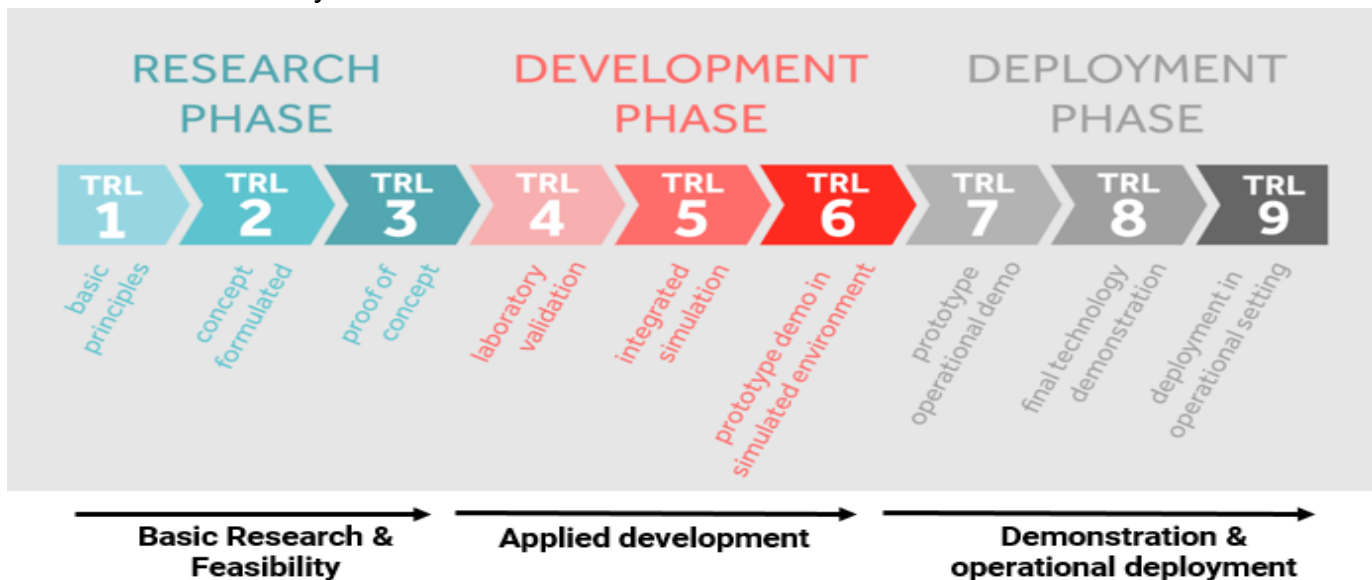 RESEARCH
PHASE
DEVELOPMENT
PHASE
DEPLOYMENT
PHASE
TRL
1
TRL
2
TRL
3
TRL
4
TRL
5
TRL
6
TRL
7
TRL
8
TRL
9
basic
principles
concept
formulated
proof of
concept
laboratory
validation
integrated
simulation
prototype demo in
simulated environment
prototype
operational demo
final technology
demonstration
deployment in
operational setting
Basic Research &
Feasibility
Applied development
Demonstration &
operational deployment